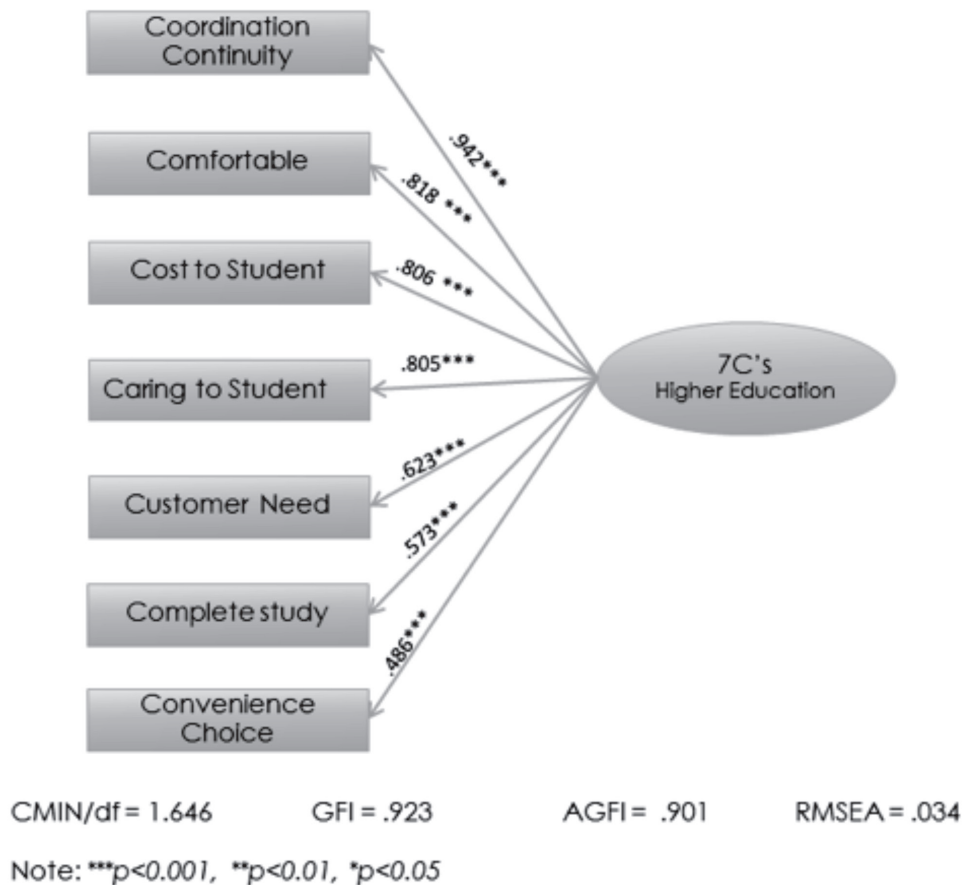 Coordination
Continuity
.942***
Comfortable
.818 ***
Cost to Student
.806 ***
Caring to Student
.805***
7C's
Higher Education
Customer Need
.623***
Complete study
.573***
Convenience
Choice
.486***
CMIN/df = 1.646 GFI = .923 AGFI = .901 RMSEA = .034
Note: ***p<0.001, **p<0.01, *p<0.05